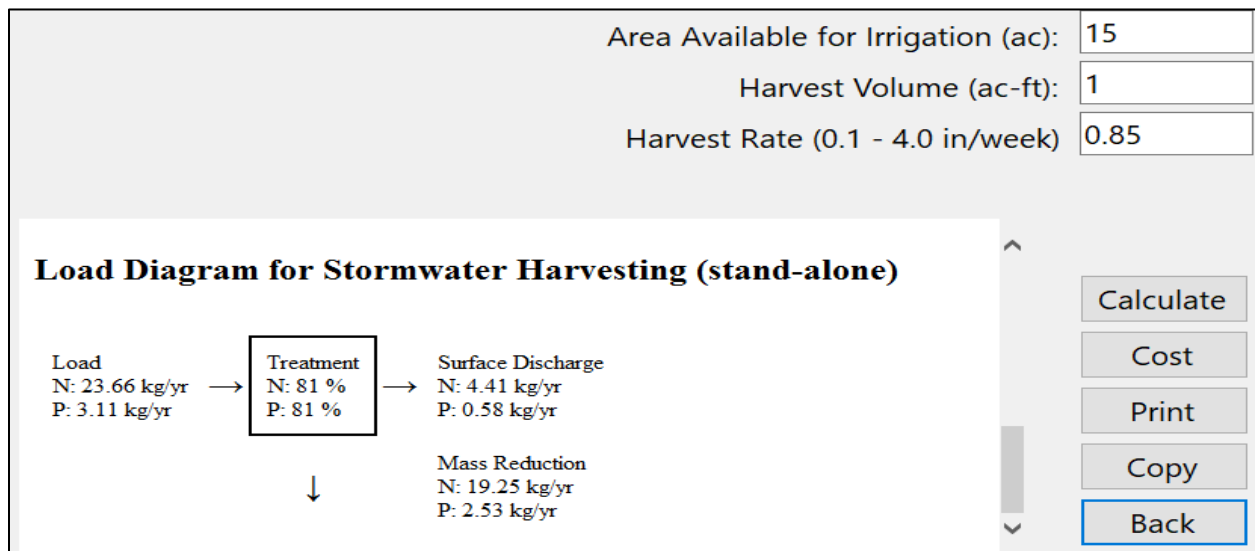 Area Available for Irrigation (ac): 15
Harvest Volume (ac-ft): 1
Harvest Rate (0.1 - 4.0 in/week) 0.85
Load Diagram for Stormwater Harvesting (stand-alone)
Load
N: 23.66 kg/yr
P: 3.11 kg/yr
→
Treatment
N: 81 %
P: 81 %
→
Surface Discharge
N: 4.41 kg/yr
P: 0.58 kg/yr
↓
Mass Reduction
N: 19.25 kg/yr
P: 2.53 kg/yr
Calculate
Cost
Print
Copy
Back